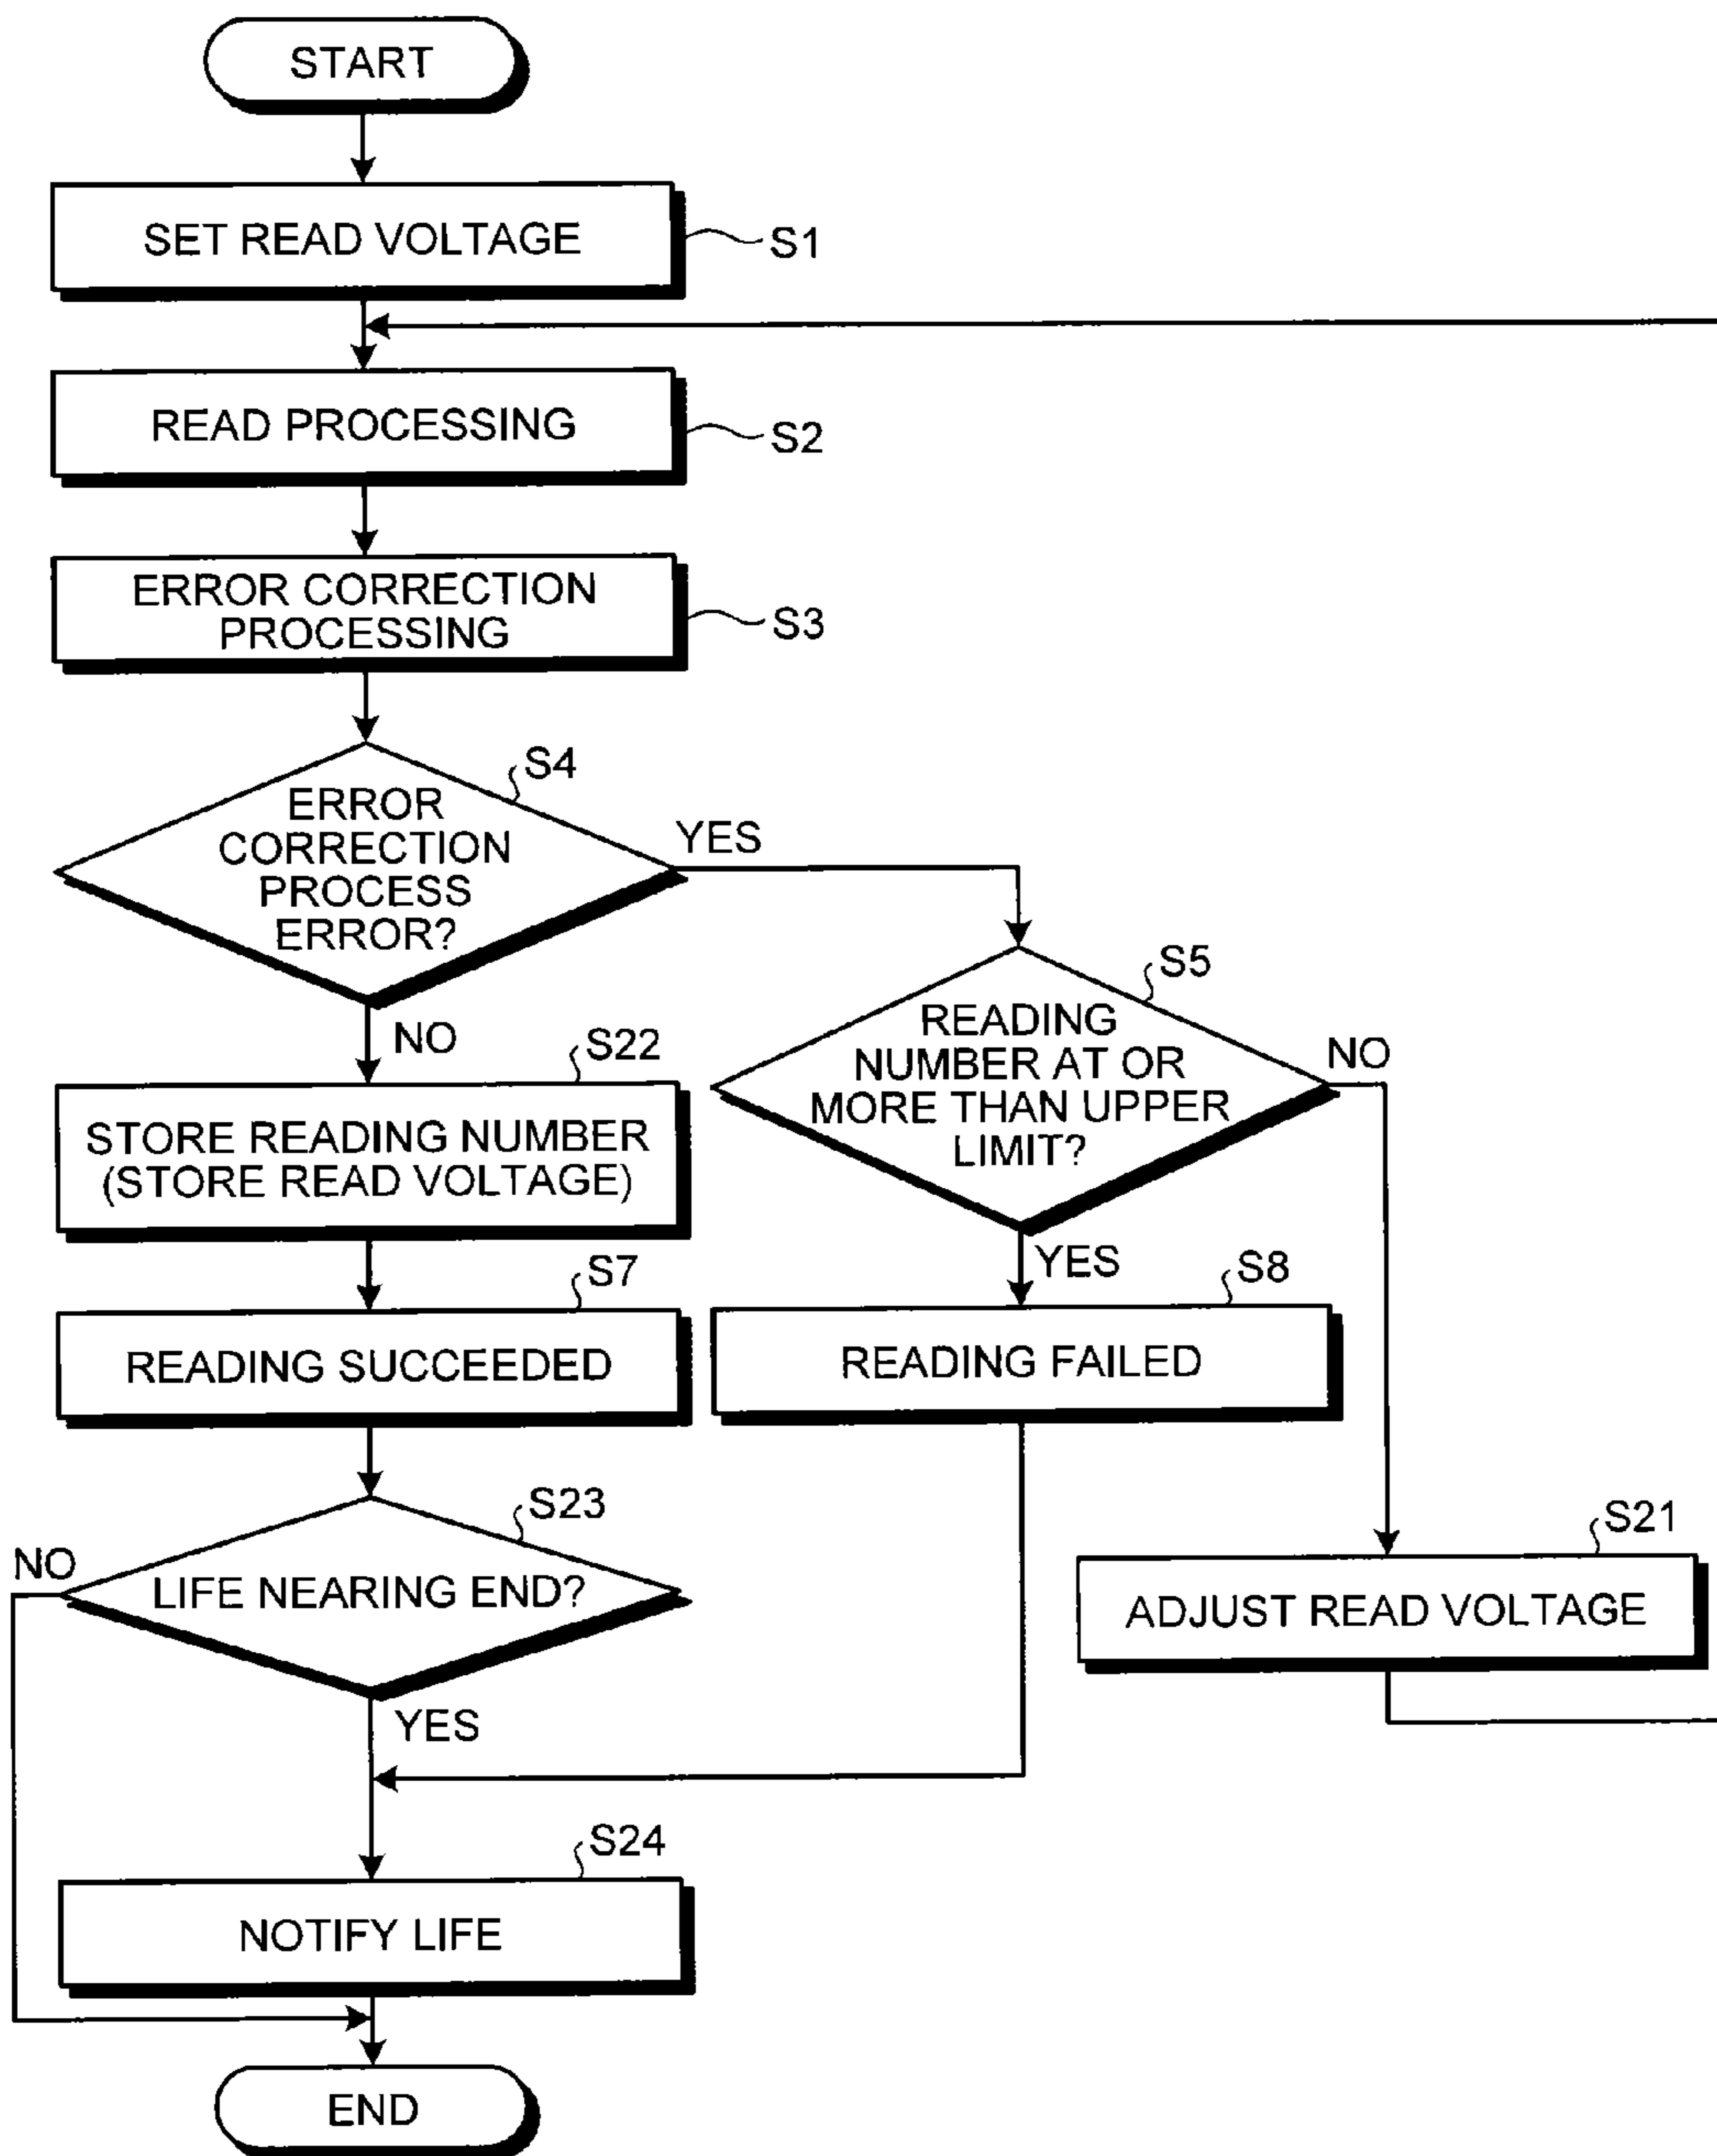 START
SET READ VOLTAGE
S1
READ PROCESSING
S2
ERROR CORRECTION
PROCESSING
S3
S4
ERROR
CORRECTION
PROCESS
ERROR?
YES
NO
S5
READING
NUMBER AT OR
MORE THAN UPPER
LIMIT?
NO
YES
S22
STORE READING NUMBER
(STORE READ VOLTAGE)
S7
READING SUCCEEDED
S8
READING FAILED
S23
NO
LIFE NEARING END?
YES
S21
ADJUST READ VOLTAGE
S24
NOTIFY LIFE
END